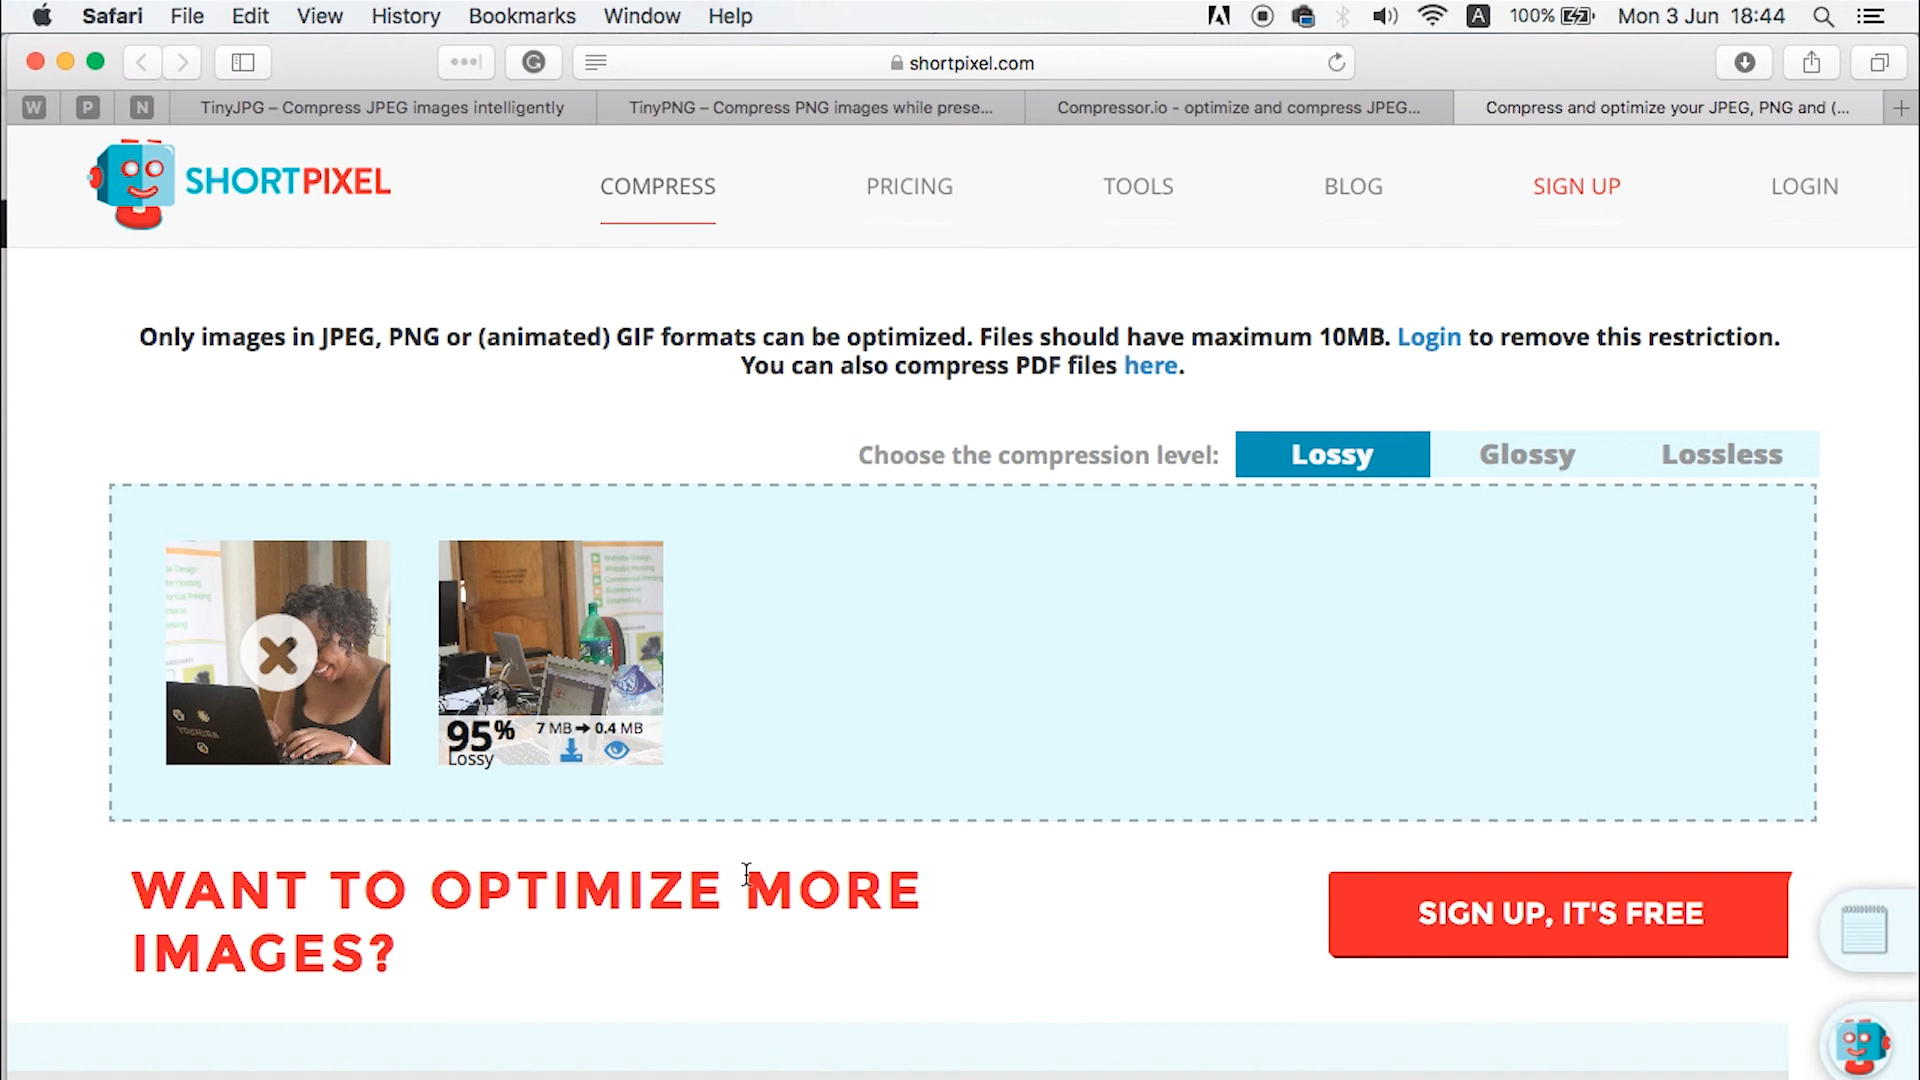 Safari File Edit View History Bookmarks Window Help A 100% Mon 3 Jun 18:44
shortpixel.com
W P N TinyJPG – Compress JPEG images intelligently TinyPNG – Compress PNG images while prese... Compressor.io - optimize and compress JPEG... Compress and optimize your JPEG, PNG and (...
SHORTPIXEL COMPRESS PRICING TOOLS BLOG SIGN UP LOGIN
Only images in JPEG, PNG or (animated) GIF formats can be optimized. Files should have maximum 10MB. Login to remove this restriction.
You can also compress PDF files here.
Choose the compression level: Lossy Glossy Lossless
TOSHIBA
95% 7 MB → 0.4 MB
Lossy
WANT TO OPTIMIZE MORE
IMAGES?
SIGN UP, IT'S FREE